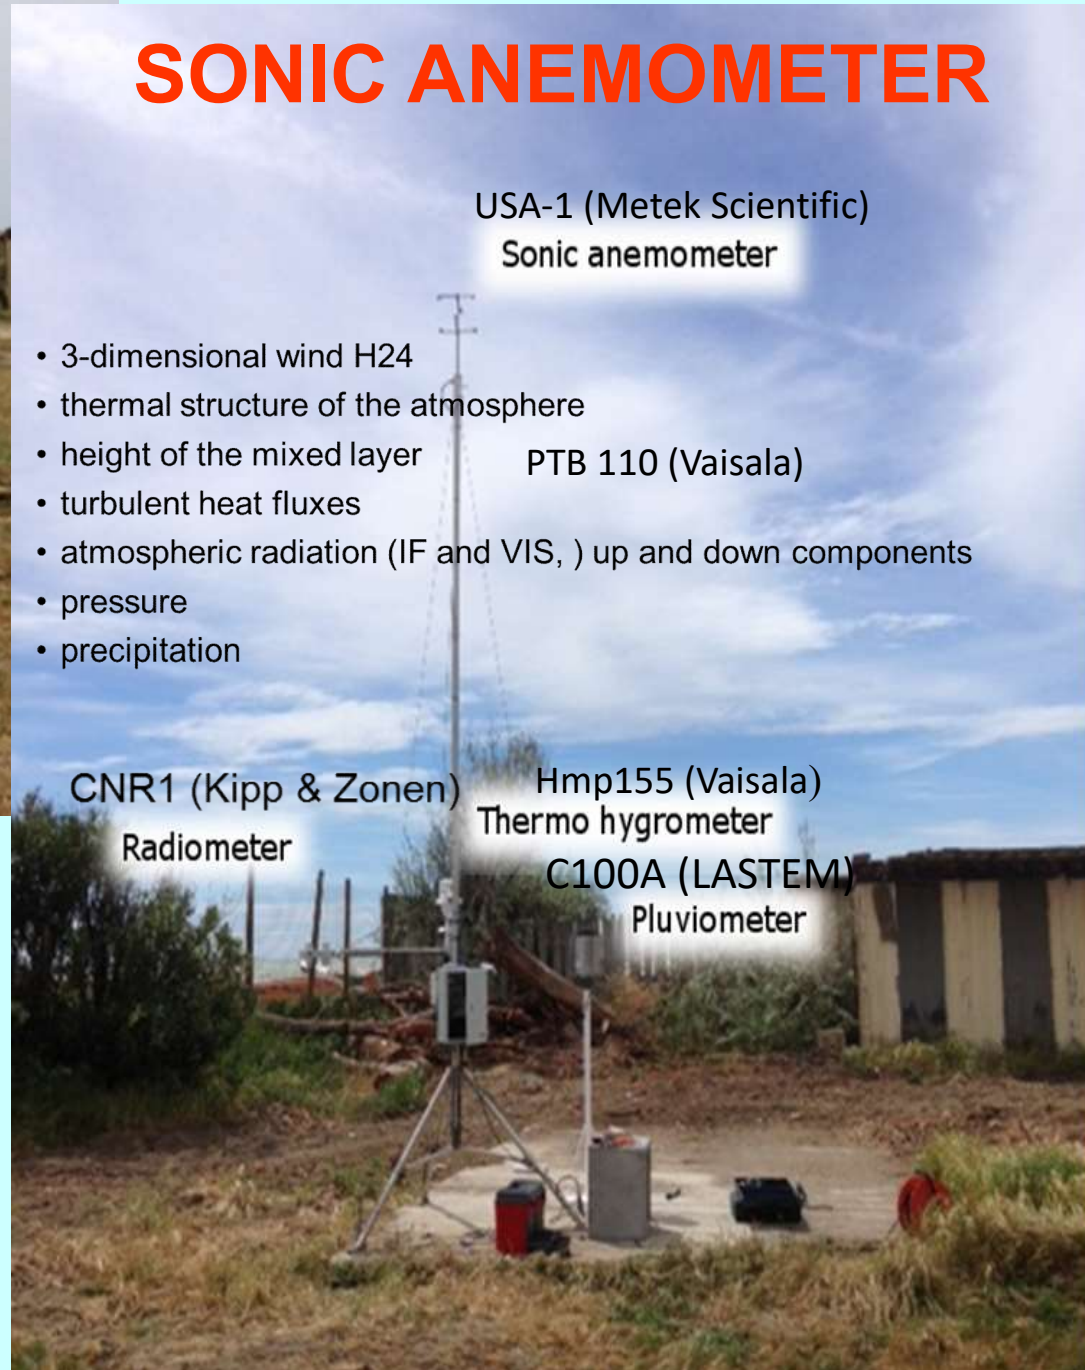 SONIC ANEMOMETER
USA-1 (Metek Scientific)
Sonic anemometer
• 3-dimensional wind H24
• thermal structure of the atmosphere
• height of the mixed layer
PTB 110 (Vaisala)
• turbulent heat fluxes
• atmospheric radiation (IF and VIS, ) up and down components
• pressure
• precipitation
CNR1 (Kipp & Zonen)
Radiometer
Hmp155 (Vaisala)
Thermo hygrometer
C100A (LASTEM)
Pluviometer